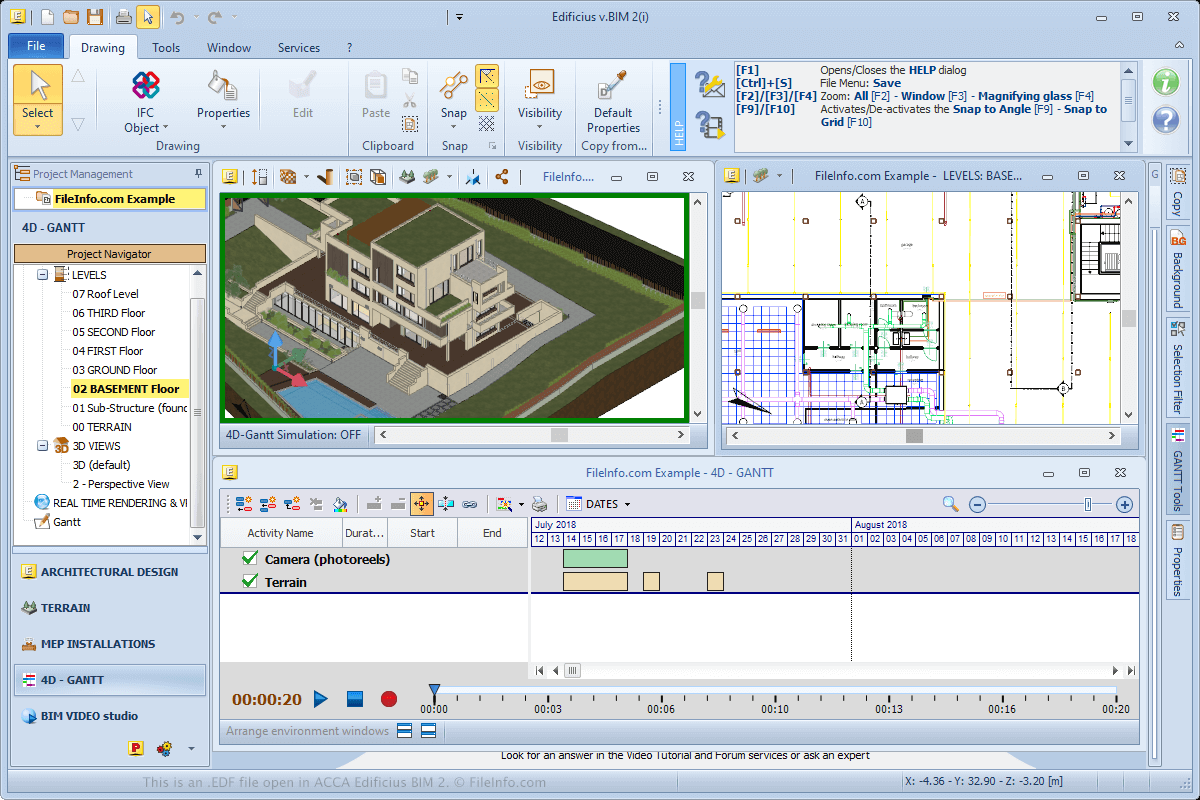 Edificius v.BIM 2(i)
File
Drawing
Tools
Window
Services
?
Select
IFC
Object
Properties
Edit
Drawing
Paste
Clipboard
Snap
Snap
Visibility
Visibility
Default
Properties
Copy from...
HELP
[F1] Opens/Closes the HELP dialog
[Ctrl]+[S] File Menu: Save
[F2]/[F3]/[F4] Zoom: All [F2] - Window [F3] - Magnifying glass [F4]
[F9]/[F10] Activates/De-activates the Snap to Angle [F9] - Snap to
Grid [F10]
Project Management
FileInfo.com Example
4D - GANTT
Project Navigator
LEVELS
07 Roof Level
06 THIRD Floor
05 SECOND Floor
04 FIRST Floor
03 GROUND Floor
02 BASEMENT Floor
01 Sub-Structure (found
00 TERRAIN
3D VIEWS
3D (default)
2 - Perspective View
REAL TIME RENDERING & VI
Gantt
ARCHITECTURAL DESIGN
TERRAIN
MEP INSTALLATIONS
4D - GANTT
BIM VIDEO studio
FileInfo....
4D-Gantt Simulation: OFF
FileInfo.com Example - LEVELS: BASE...
A
garage
hallway
hallway
A
B
G
Copy
BG
Background
Selection Filter
GANTT Tools
Properties
FileInfo.com Example - 4D - GANTT
DATES
Activity Name
Durat...
Start
End
July 2018
August 2018
12 13 14 15 16 17 18 19 20 21 22 23 24 25 26 27 28 29 30 31 01 02 03 04 05 06 07 08 09 10 11 12 13 14 15 16 17 18
Camera (photoreels)
Terrain
00:00:20
00:00
00:03
00:06
00:10
00:13
00:16
00:20
Arrange environment windows
Look for an answer in the Video Tutorial and Forum services or ask an expert
This is an .EDF file open in ACCA Edificius BIM 2. © FileInfo.com
X: -4.36 - Y: 32.90 - Z: -3.20 [m]